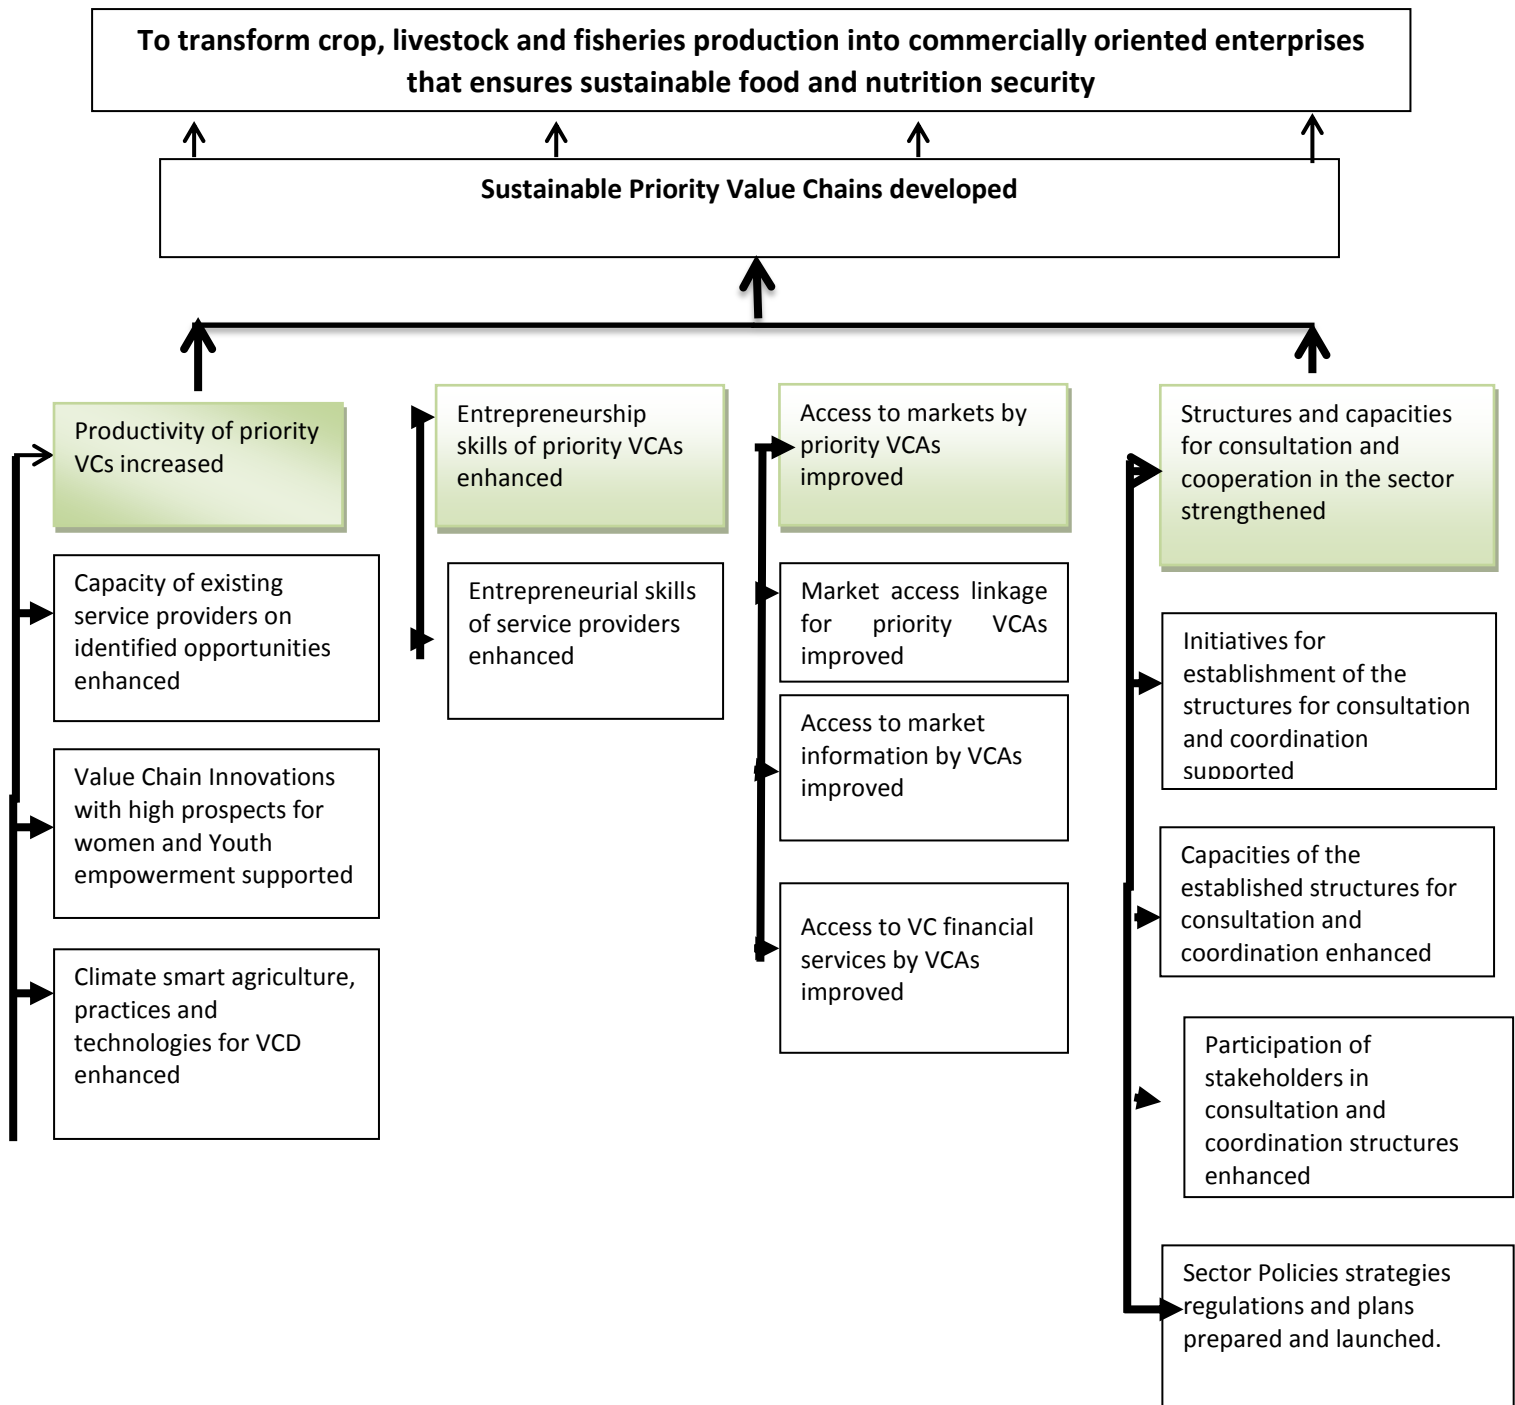 To transform crop, livestock and fisheries production into commercially oriented enterprises
that ensures sustainable food and nutrition security
Sustainable Priority Value Chains developed
Productivity of priority
VCs increased
Capacity of existing
service providers on
identified opportunities
enhanced
Value Chain Innovations
with high prospects for
women and Youth
empowerment supported
Climate smart agriculture,
practices and
technologies for VCD
enhanced
Entrepreneurship
skills of priority VCAs
enhanced
Entrepreneurial skills
of service providers
enhanced
Access to markets by
priority VCAs
improved
Market access linkage
for priority VCAs
improved
Access to market
information by VCAs
improved
Access to VC financial
services by VCAs
improved
Structures and capacities
for consultation and
cooperation in the sector
strengthened
Initiatives for
establishment of the
structures for consultation
and coordination
supported
Capacities of the
established structures for
consultation and
coordination enhanced
Participation of
stakeholders in
consultation and
coordination structures
enhanced
Sector Policies strategies
regulations and plans
prepared and launched.